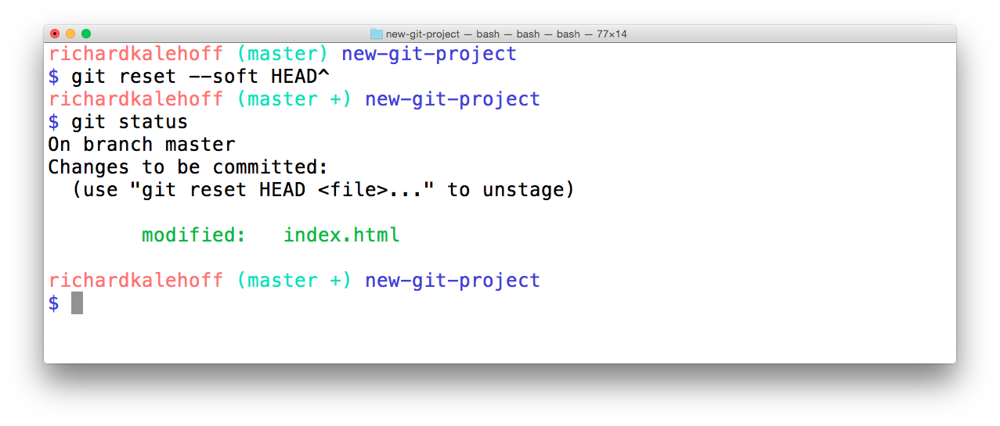 new-git-project — bash — bash — bash — 77×14
richardkalehoff (master) new-git-project
$ git reset --soft HEAD^
richardkalehoff (master +) new-git-project
$ git status
On branch master
Changes to be committed:
  (use "git reset HEAD <file>..." to unstage)
        modified:   index.html
richardkalehoff (master +) new-git-project
$